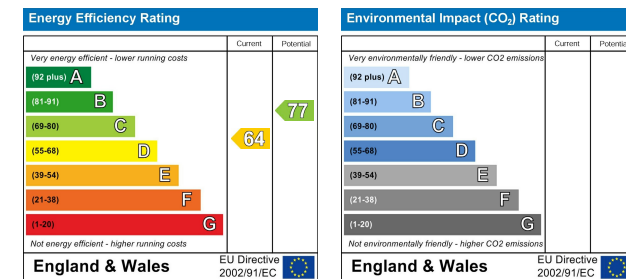 Energy Efficiency Rating
Current Potential
Very energy efficient - lower running costs
(92 plus) A
(81-91) B
77
(69-80) C
64
(55-68) D
(39-54) E
(21-38) F
(1-20) G
Not energy efficient - higher running costs
England & Wales
EU Directive
2002/91/EC
Environmental Impact (CO2) Rating
Current Potential
Very environmentally friendly - lower CO2 emissions
(92 plus) A
(81-91) B
(69-80) C
(55-68) D
(39-54) E
(21-38) F
(1-20) G
Not environmentally friendly - higher CO2 emissions
England & Wales
EU Directive
2002/91/EC